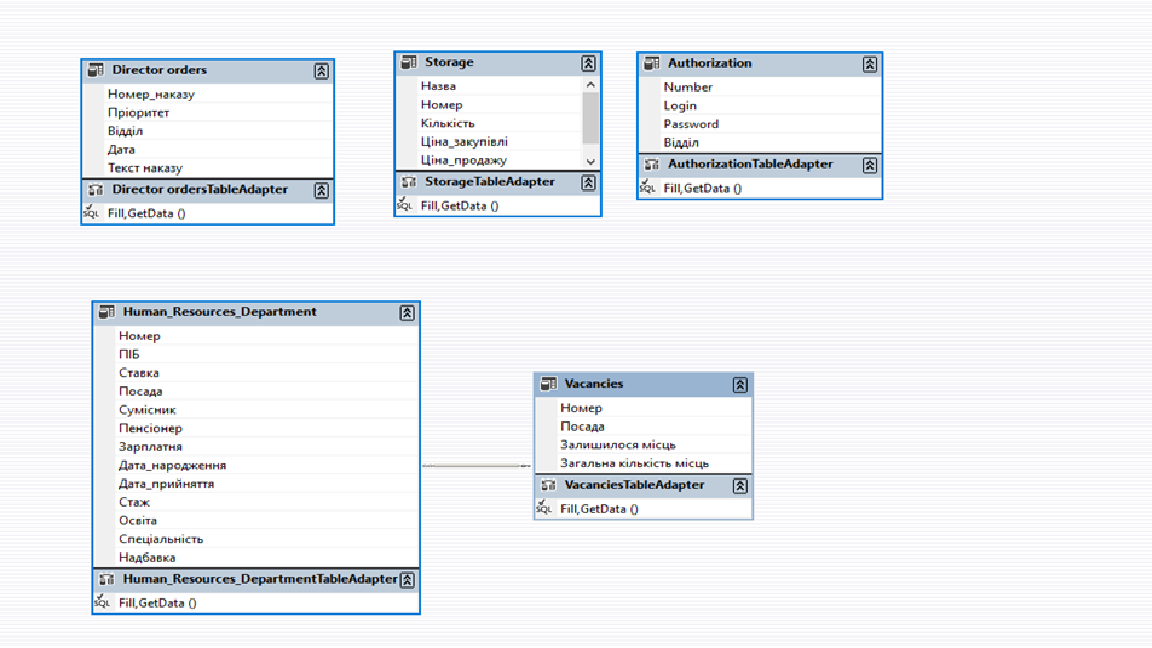 Director orders
Номер_наказу
Пріоритет
Відділ
Дата
Текст наказу
Director ordersTableAdapter
SQL Fill,GetData ()
Storage
Назва
Номер
Кількість
Ціна_закупівлі
Ціна_продажу
StorageTableAdapter
SQL Fill,GetData ()
Authorization
Number
Login
Password
Відділ
AuthorizationTableAdapter
SQL Fill,GetData ()
Human_Resources_Department
Номер
ПІБ
Ставка
Посада
Сумісник
Пенсіонер
Зарплатня
Дата_народження
Дата_прийняття
Стаж
Освіта
Спеціальність
Надбавка
Human_Resources_DepartmentTableAdapter
SQL Fill,GetData ()
Vacancies
Номер
Посада
Залишилося місць
Загальна кількість місць
VacanciesTableAdapter
SQL Fill,GetData ()